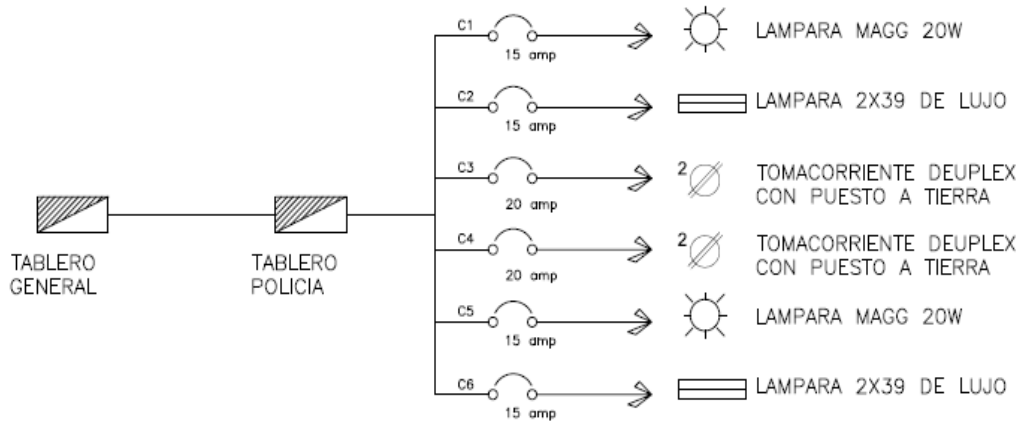 C1
15 amp
LAMPARA MAGG 20W
C2
15 amp
LAMPARA 2X39 DE LUJO
C3
20 amp
2
TOMACORRIENTE DEUPLEX
CON PUESTO A TIERRA
TABLERO
GENERAL
TABLERO
POLICIA
C4
20 amp
2
TOMACORRIENTE DEUPLEX
CON PUESTO A TIERRA
C5
15 amp
LAMPARA MAGG 20W
C6
15 amp
LAMPARA 2X39 DE LUJO